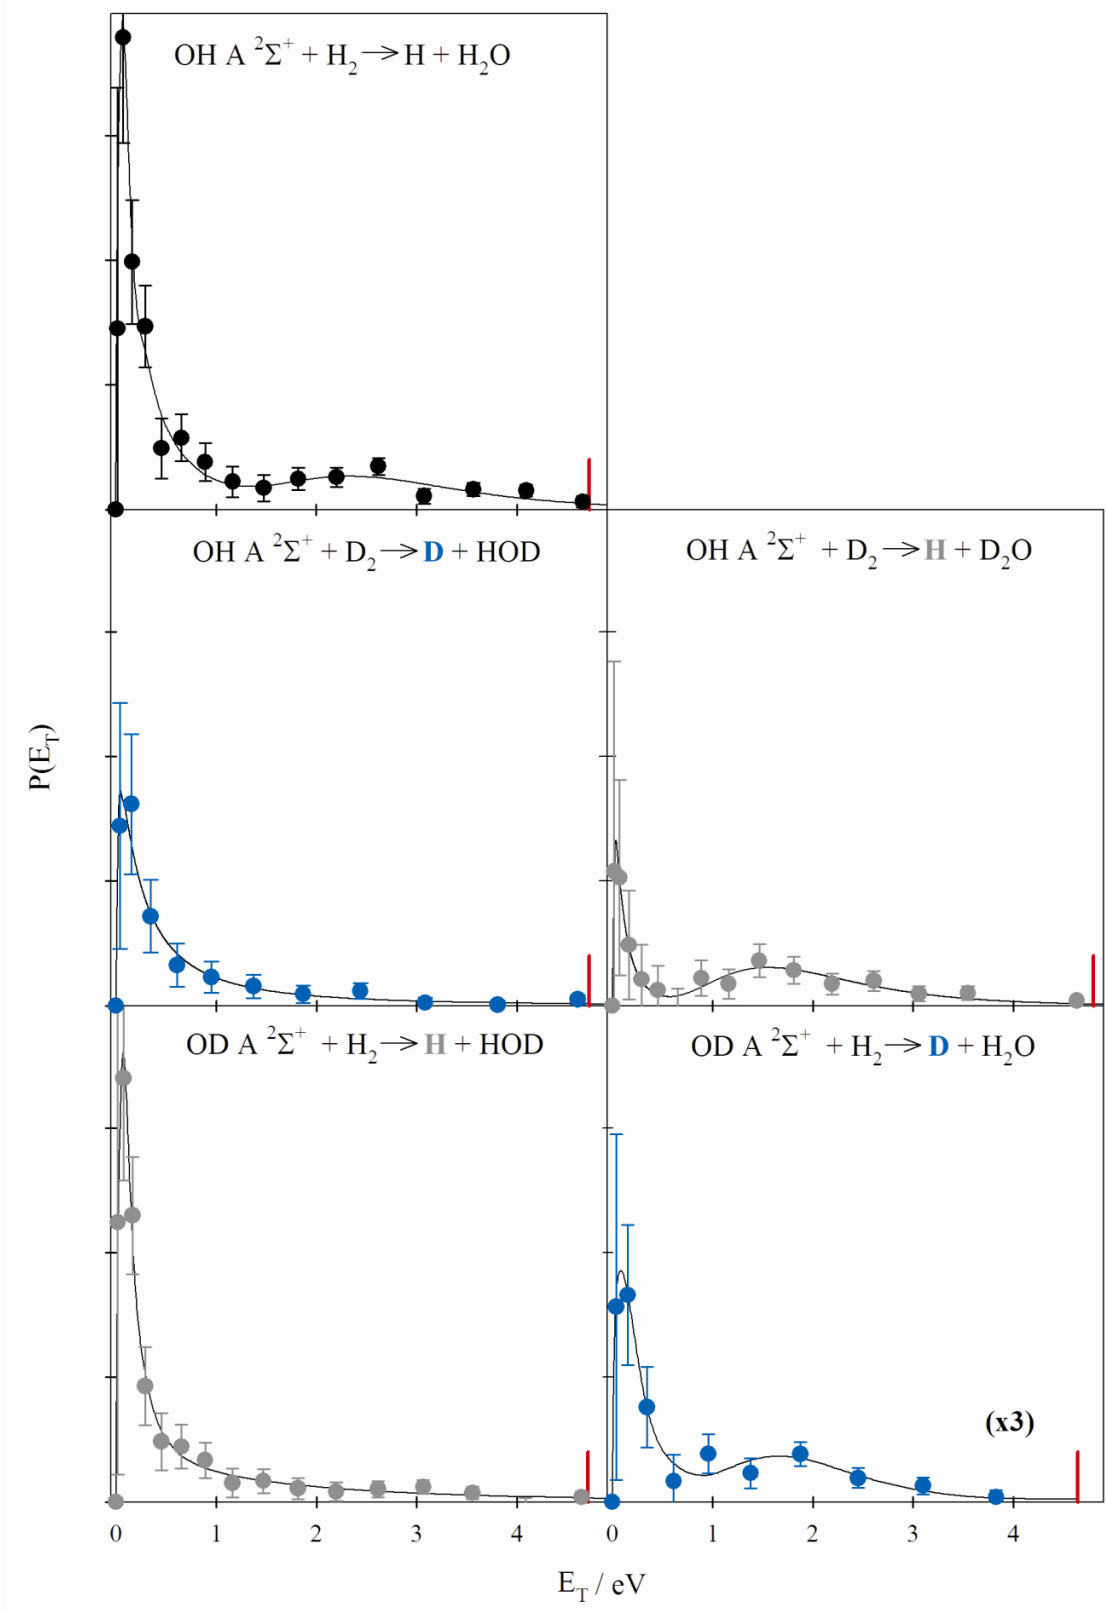 OH A ²Σ⁺ + H₂→H + H₂O
OH A ²Σ⁺ + D₂→D + HOD
OH A ²Σ⁺ + D₂→H + D₂O
P(E_T)
OD A ²Σ⁺ + H₂→H + HOD
OD A ²Σ⁺ + H₂→D + H₂O
(x3)
0 1 2 3 4 0 1 2 3 4
E_T / eV